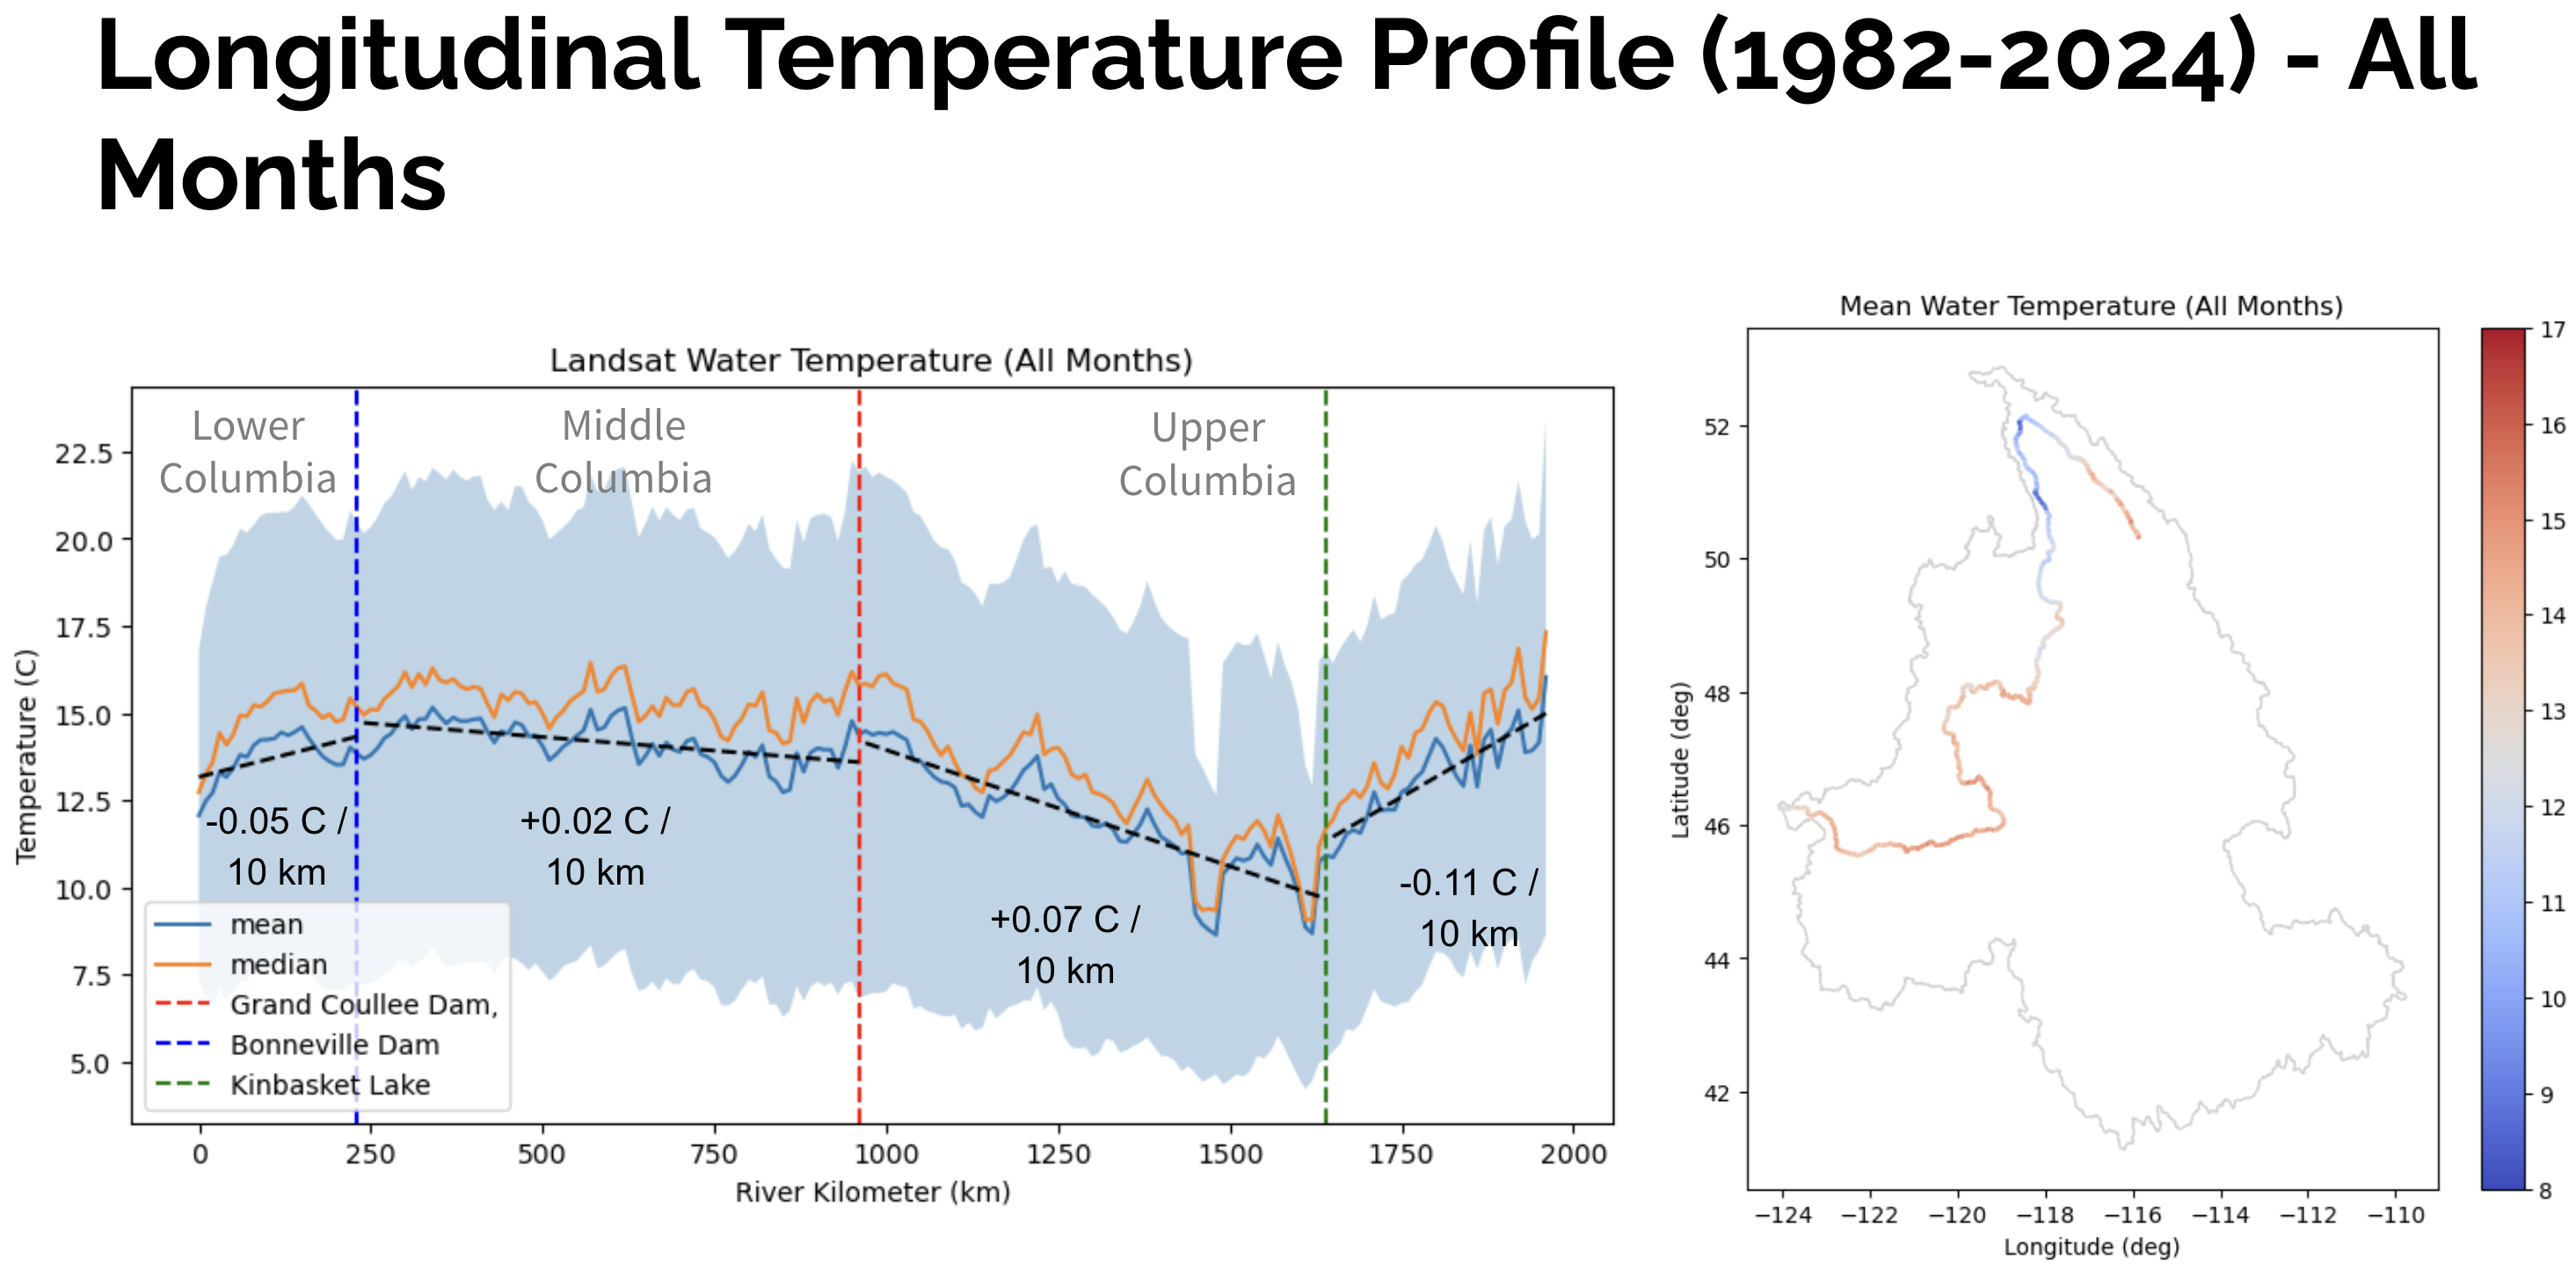 Longitudinal Temperature Profile (1982-2024) - All
Months
Landsat Water Temperature (All Months)
Lower
Columbia
Middle
Columbia
Upper
Columbia
22.5
20.0
17.5
15.0
12.5
10.0
7.5
5.0
Temperature (C)
-0.05 C /
10 km
+0.02 C /
10 km
+0.07 C /
10 km
-0.11 C /
10 km
mean
median
Grand Coullee Dam,
Bonneville Dam
Kinbasket Lake
0 250 500 750 1000 1250 1500 1750 2000
River Kilometer (km)
Mean Water Temperature (All Months)
52
50
48
46
44
42
Latitude (deg)
−124 −122 −120 −118 −116 −114 −112 −110
Longitude (deg)
17
16
15
14
13
12
11
10
9
8